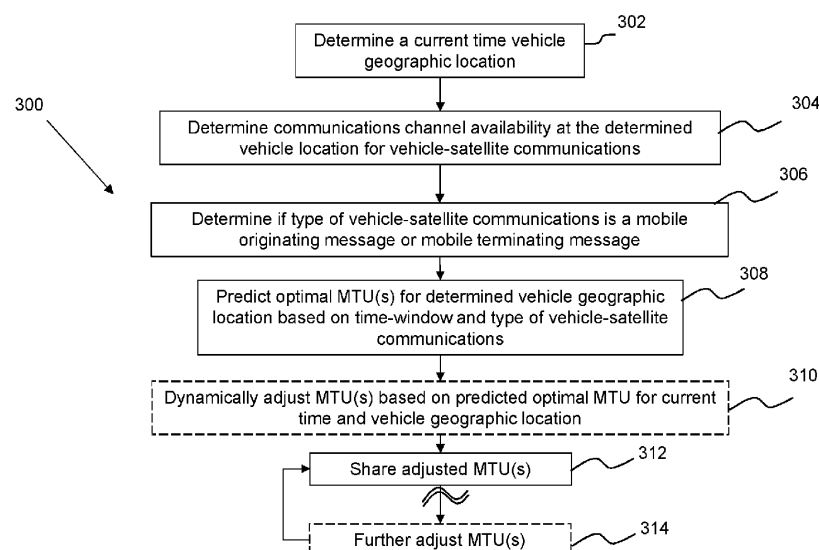 302
Determine a current time vehicle
geographic location
300
304
Determine communications channel availability at the determined
vehicle location for vehicle-satellite communications
306
Determine if type of vehicle-satellite communications is a mobile
originating message or mobile terminating message
308
Predict optimal MTU(s) for determined vehicle geographic
location based on time-window and type of vehicle-satellite
communications
310
Dynamically adjust MTU(s) based on predicted optimal MTU for current
time and vehicle geographic location
312
Share adjusted MTU(s)
314
Further adjust MTU(s)